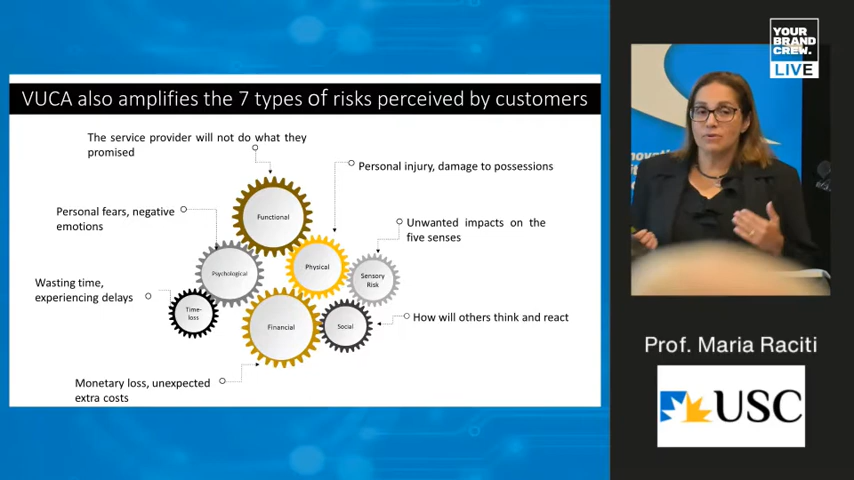 VUCA also amplifies the 7 types of risks perceived by customers
The service provider will not do what they
promised
Personal injury, damage to possessions
Personal fears, negative
emotions
Unwanted impacts on the
five senses
Wasting time,
experiencing delays
How will others think and react
Monetary loss, unexpected
extra costs
Functional
Psychological
Physical
Sensory
Risk
Time-
loss
Financial
Social
YOUR
BRAND
CREW.
LIVE
Prof. Maria Raciti
USC